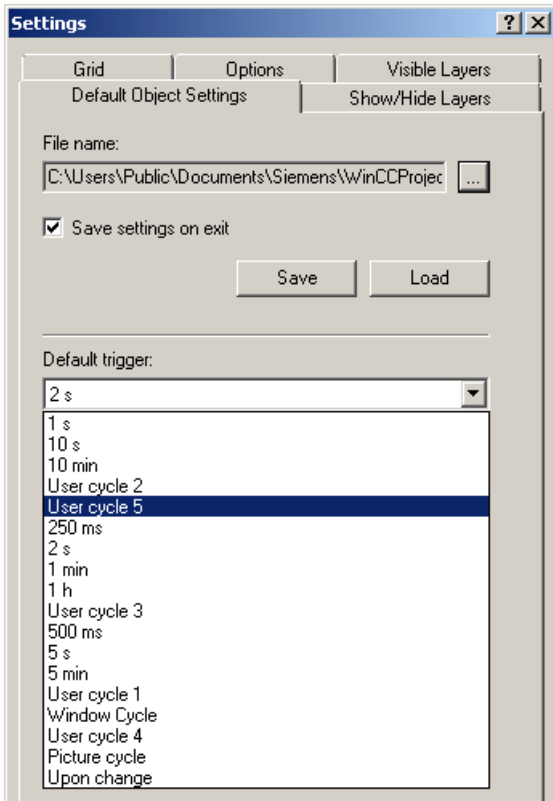 Settings
Grid Options Visible Layers
Default Object Settings Show/Hide Layers
File name:
C:\Users\Public\Documents\Siemens\WinCCProjec ...
Save settings on exit
Save Load
Default trigger:
2 s
1 s
10 s
10 min
User cycle 2
User cycle 5
250 ms
2 s
1 min
1 h
User cycle 3
500 ms
5 s
5 min
User cycle 1
Window Cycle
User cycle 4
Picture cycle
Upon change